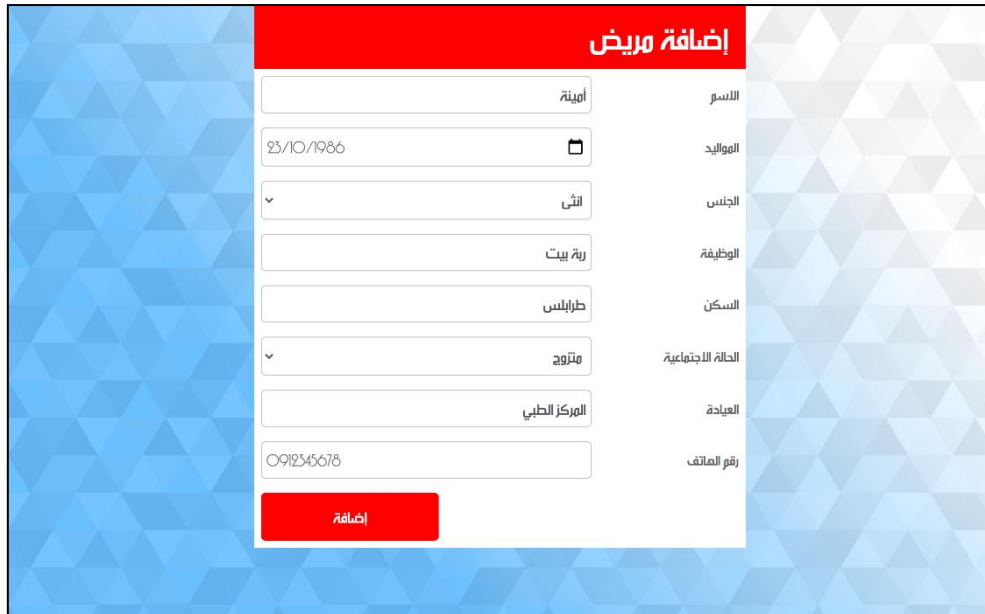 إضافة مريض
الاسم أمينة
المواليد 23/10/1986
الجنس انثى
الوظيفة ربة بيت
السكن طرابلس
الحالة الاجتماعية متزوج
العيادة المركز الطبي
رقم الهاتف 0912345678
إضافة